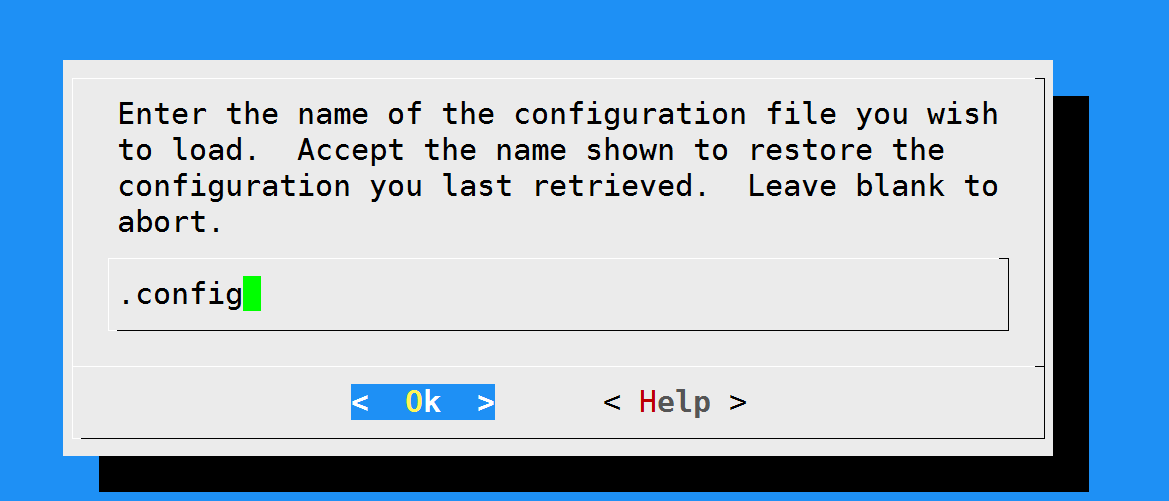 Enter the name of the configuration file you wish
to load.  Accept the name shown to restore the
configuration you last retrieved.  Leave blank to
abort.
.config
<  Ok  > < Help >